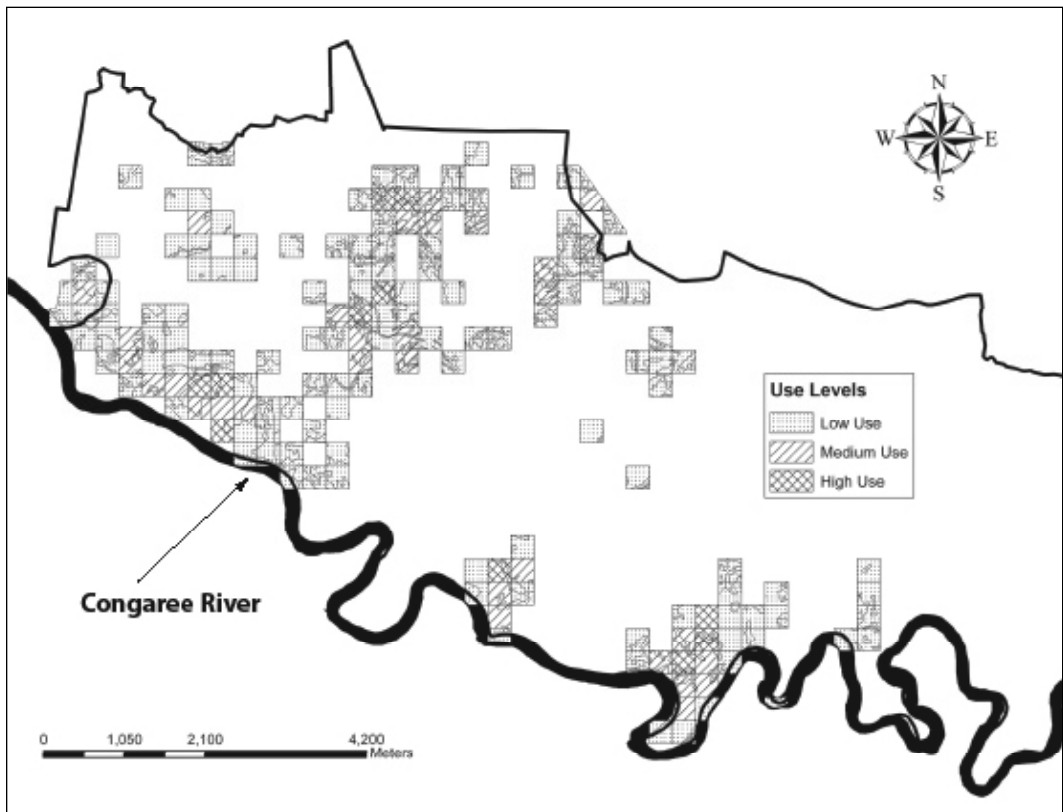 N
W
E
S
Use Levels
Low Use
Medium Use
High Use
Congaree River
0 1,050 2,100 4,200
Meters